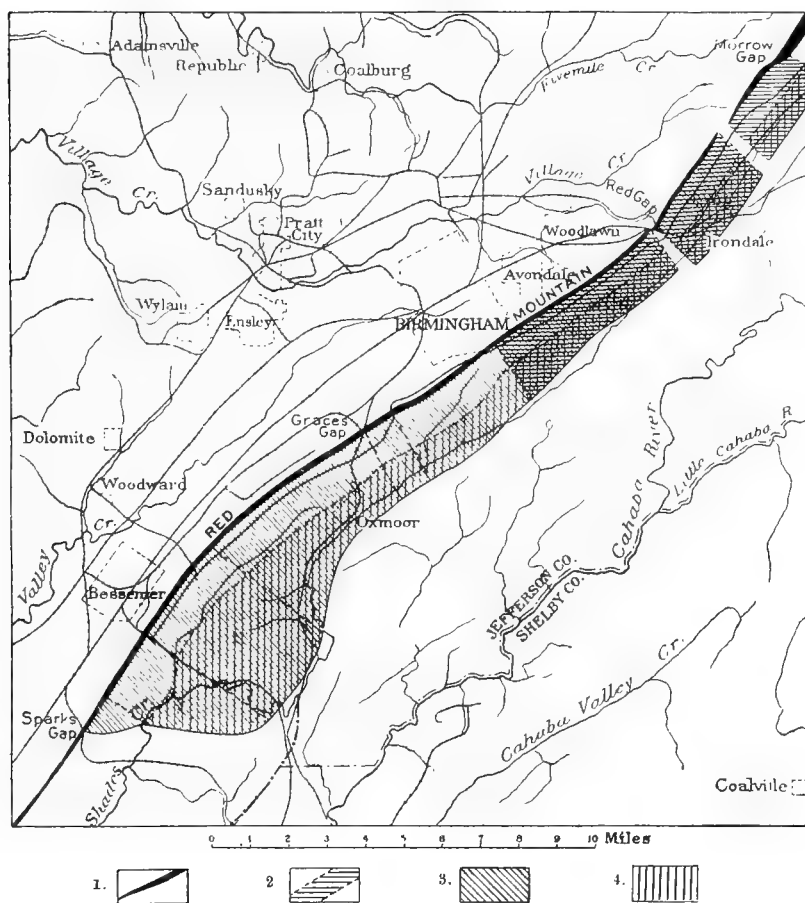 Adamsville
Republic
Coalburg
Fivemile Cr.
Morrow
Gap
Village Cr.
Village Cr.
Red Gap
Sandusky
Pratt
City
Woodlawn
Irondale
Avondale
Wylam
Ensley
BIRMINGHAM
RED MOUNTAIN
Dolomite
Graces
Gap
Woodward
Oxmoor
Valley Cr.
Bessemer
Cahaba River
Little Cahaba R
JEFFERSON CO.
SHELBY CO.
Cahaba Valley Cr.
Sparks
Gap
Shades Cr.
Coalville
0 1 2 3 4 5 6 7 8 9 10 Miles
1. 2 3. 4.